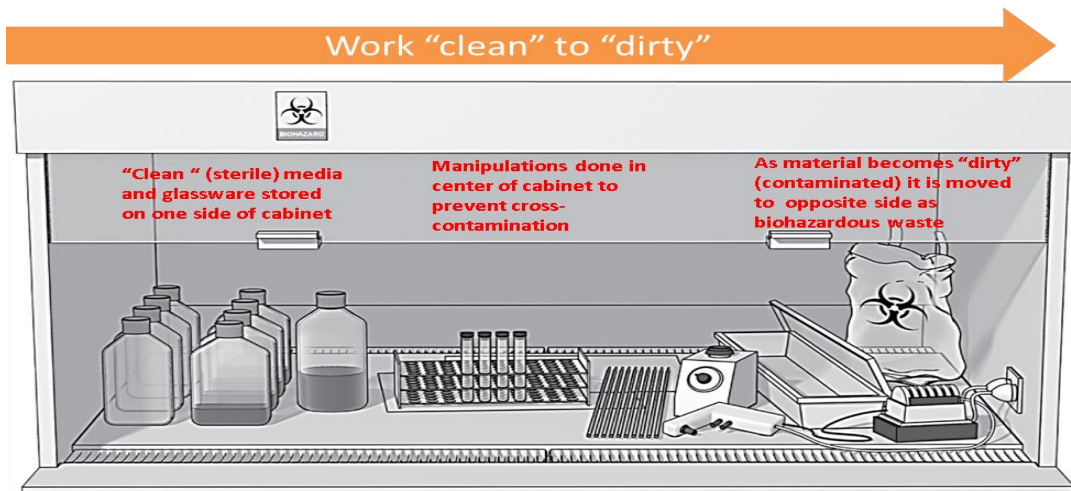 Work “clean” to “dirty”
BIOHAZARD
“Clean “ (sterile) media
and glassware stored
on one side of cabinet
Manipulations done in
center of cabinet to
prevent cross-
contamination
As material becomes “dirty”
(contaminated) it is moved
to opposite side as
biohazardous waste